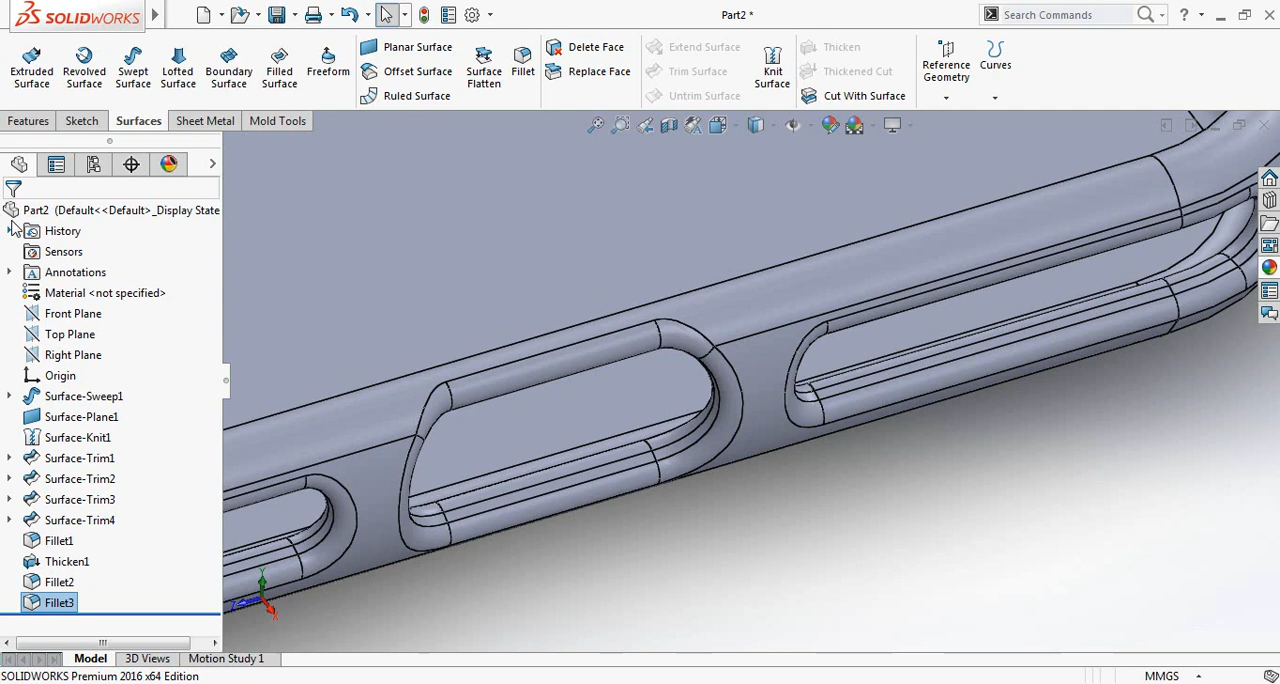 SOLIDWORKS
Part2 *
Search Commands
?
Extruded Surface
Revolved Surface
Swept Surface
Lofted Surface
Boundary Surface
Filled Surface
Freeform
Planar Surface
Offset Surface
Ruled Surface
Surface Flatten
Fillet
Delete Face
Replace Face
Extend Surface
Trim Surface
Untrim Surface
Knit Surface
Thicken
Thickened Cut
Cut With Surface
Reference Geometry
Curves
Features
Sketch
Surfaces
Sheet Metal
Mold Tools
Part2 (Default<<Default>_Display State
History
Sensors
Annotations
Material <not specified>
Front Plane
Top Plane
Right Plane
Origin
Surface-Sweep1
Surface-Plane1
Surface-Knit1
Surface-Trim1
Surface-Trim2
Surface-Trim3
Surface-Trim4
Fillet1
Thicken1
Fillet2
Fillet3
Y
Z
X
Model
3D Views
Motion Study 1
SOLIDWORKS Premium 2016 x64 Edition
MMGS